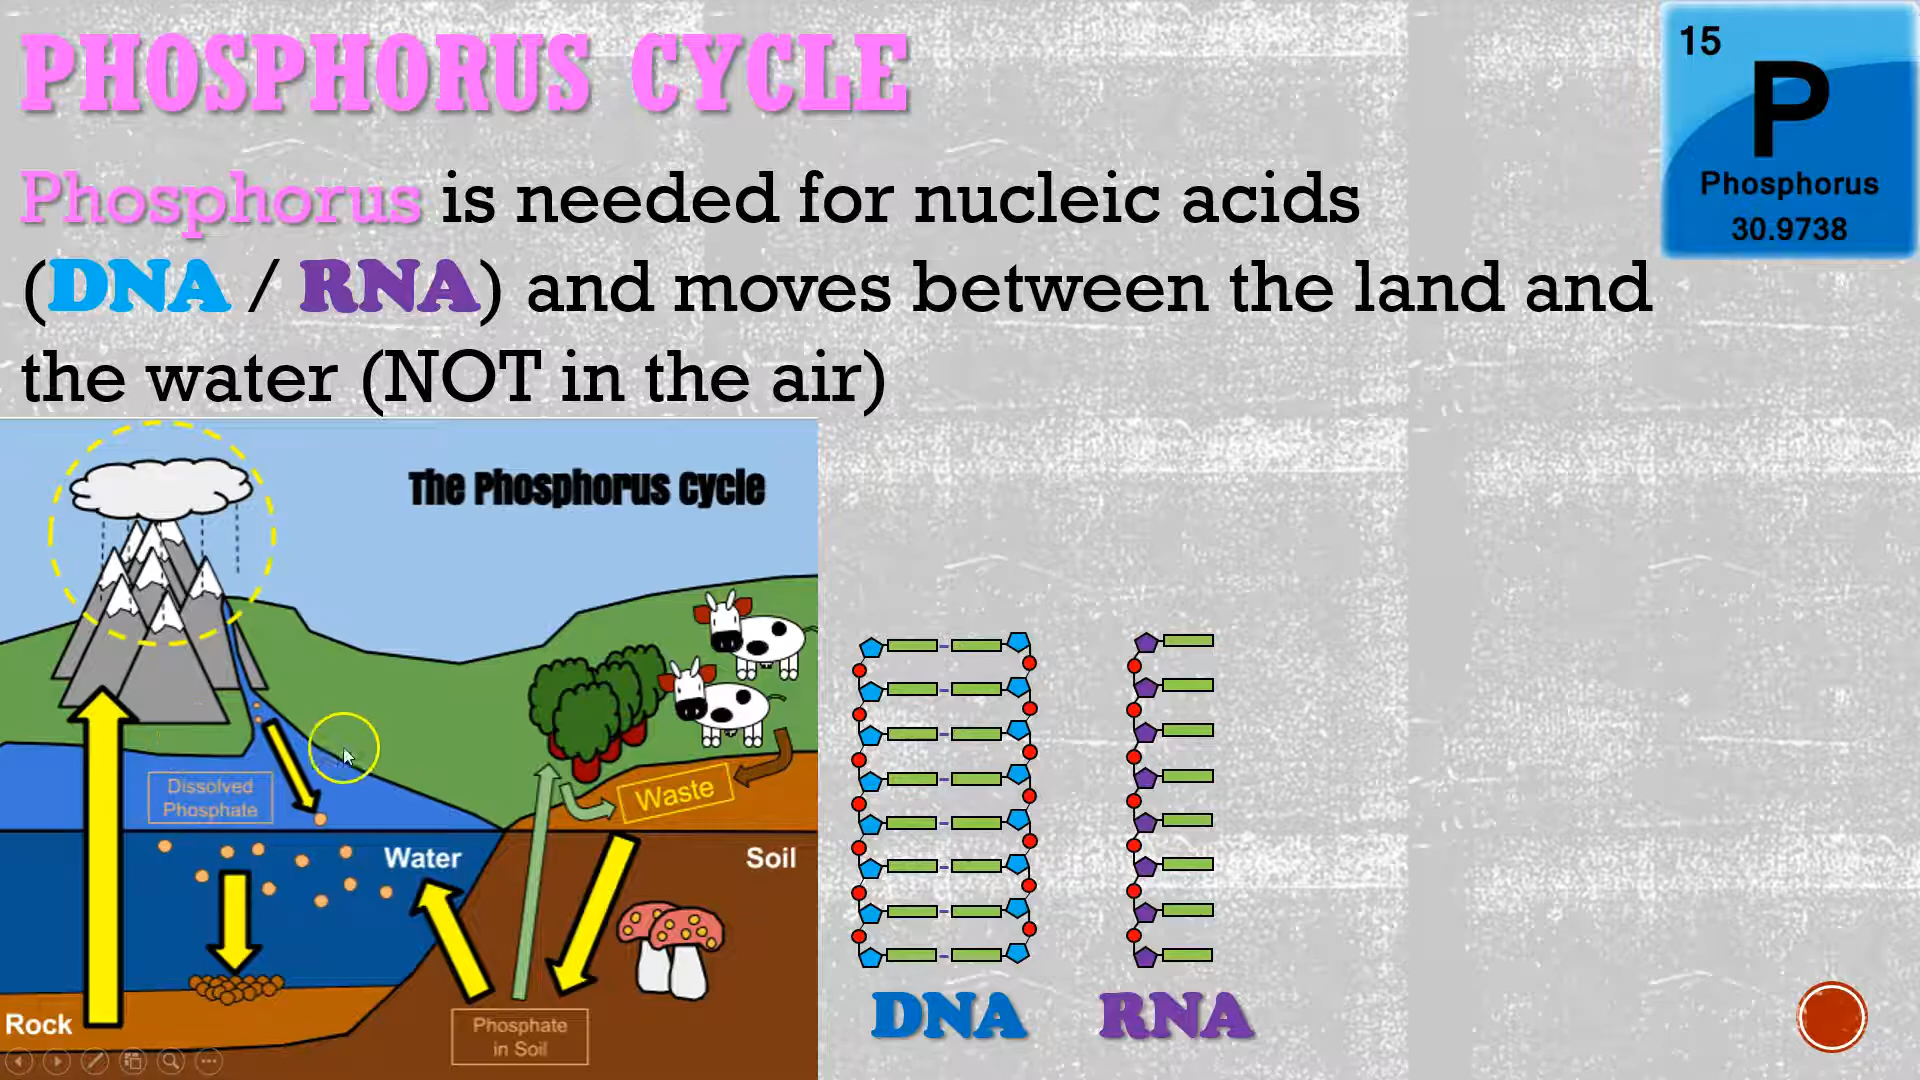 PHOSPHORUS CYCLE
15
P
Phosphorus
30.9738
Phosphorus is needed for nucleic acids
(DNA / RNA) and moves between the land and
the water (NOT in the air)
The Phosphorus Cycle
Dissolved
Phosphate
Waste
Water
Soil
Rock
Phosphate
in Soil
DNA
RNA